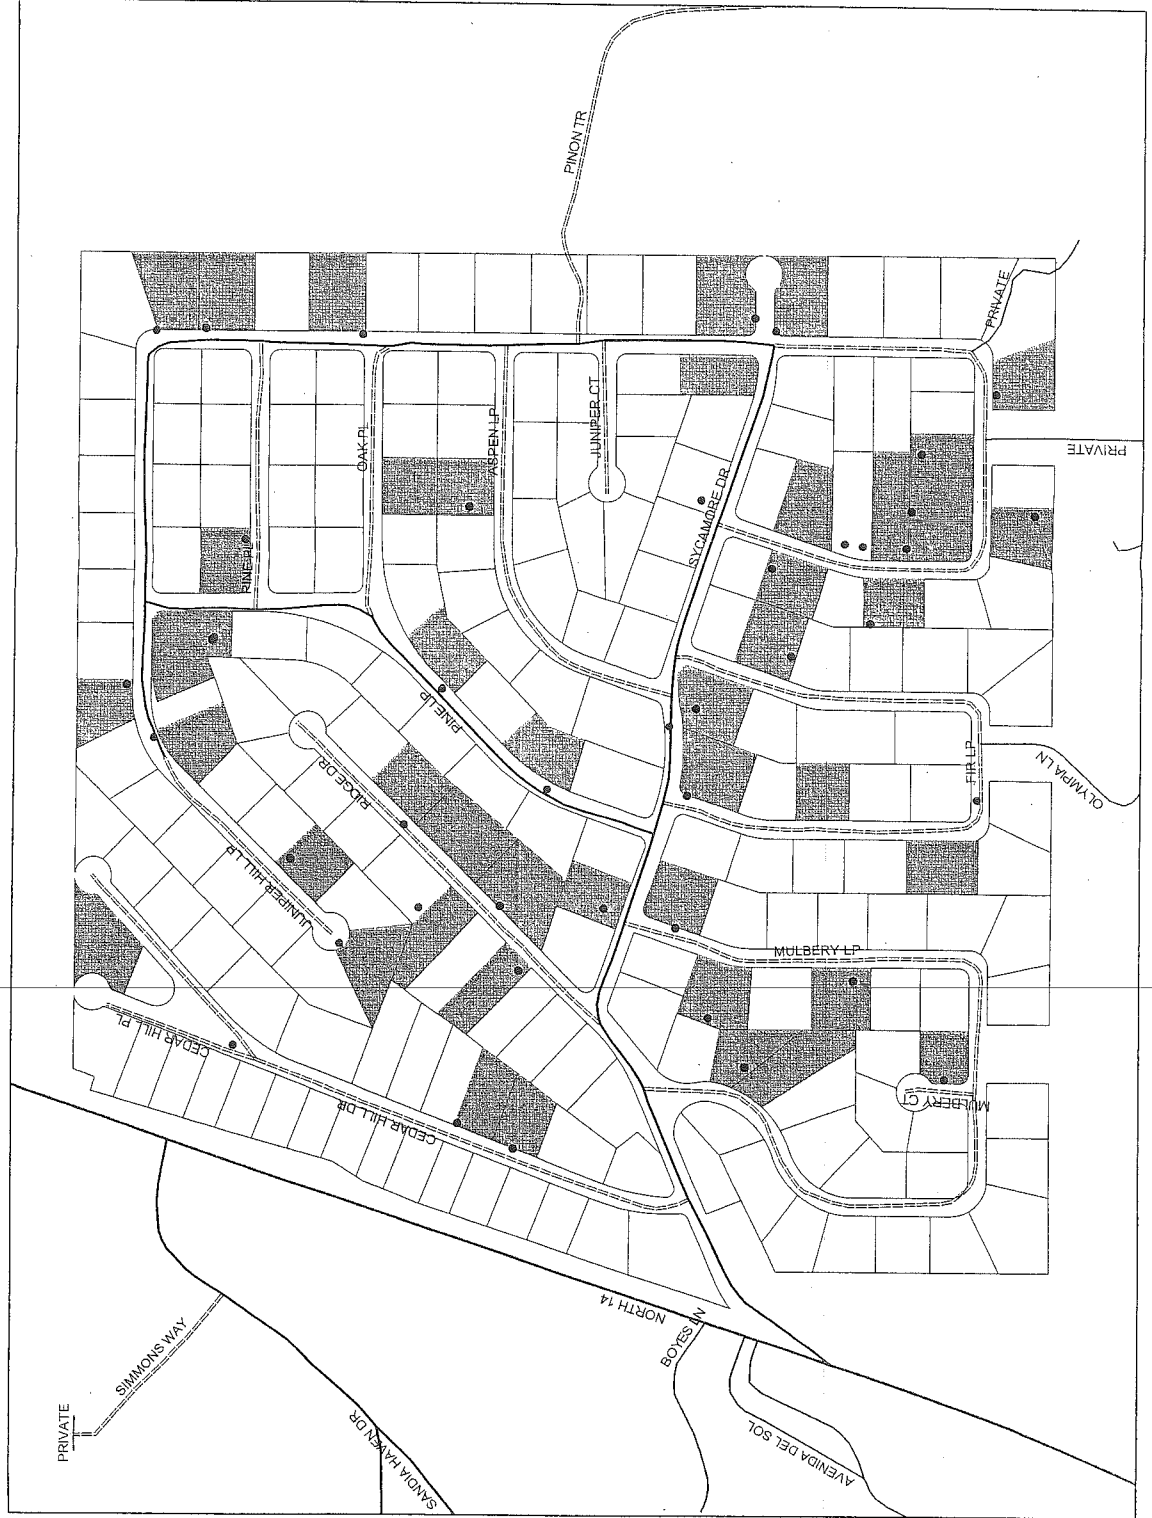 PINON TR
PRIVATE
JUNIPER CT
OAK PL
ASPEN LP
PRIVATE
SYCAMORE DR
PINE PL
PINE LP
RIDGE DR
FIR LP
OLYMPIA LN
JUNIPER HILL LP
MULBERY LP
CEDAR HILL PL
MULBERY CT
CEDAR HILL DR
NORTH 14
BOYES LN
SIMMONS WAY
PRIVATE
SANDIA HAVEN DR
AVENIDA DEL SOL